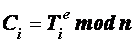 C_i = T_i^e mod n